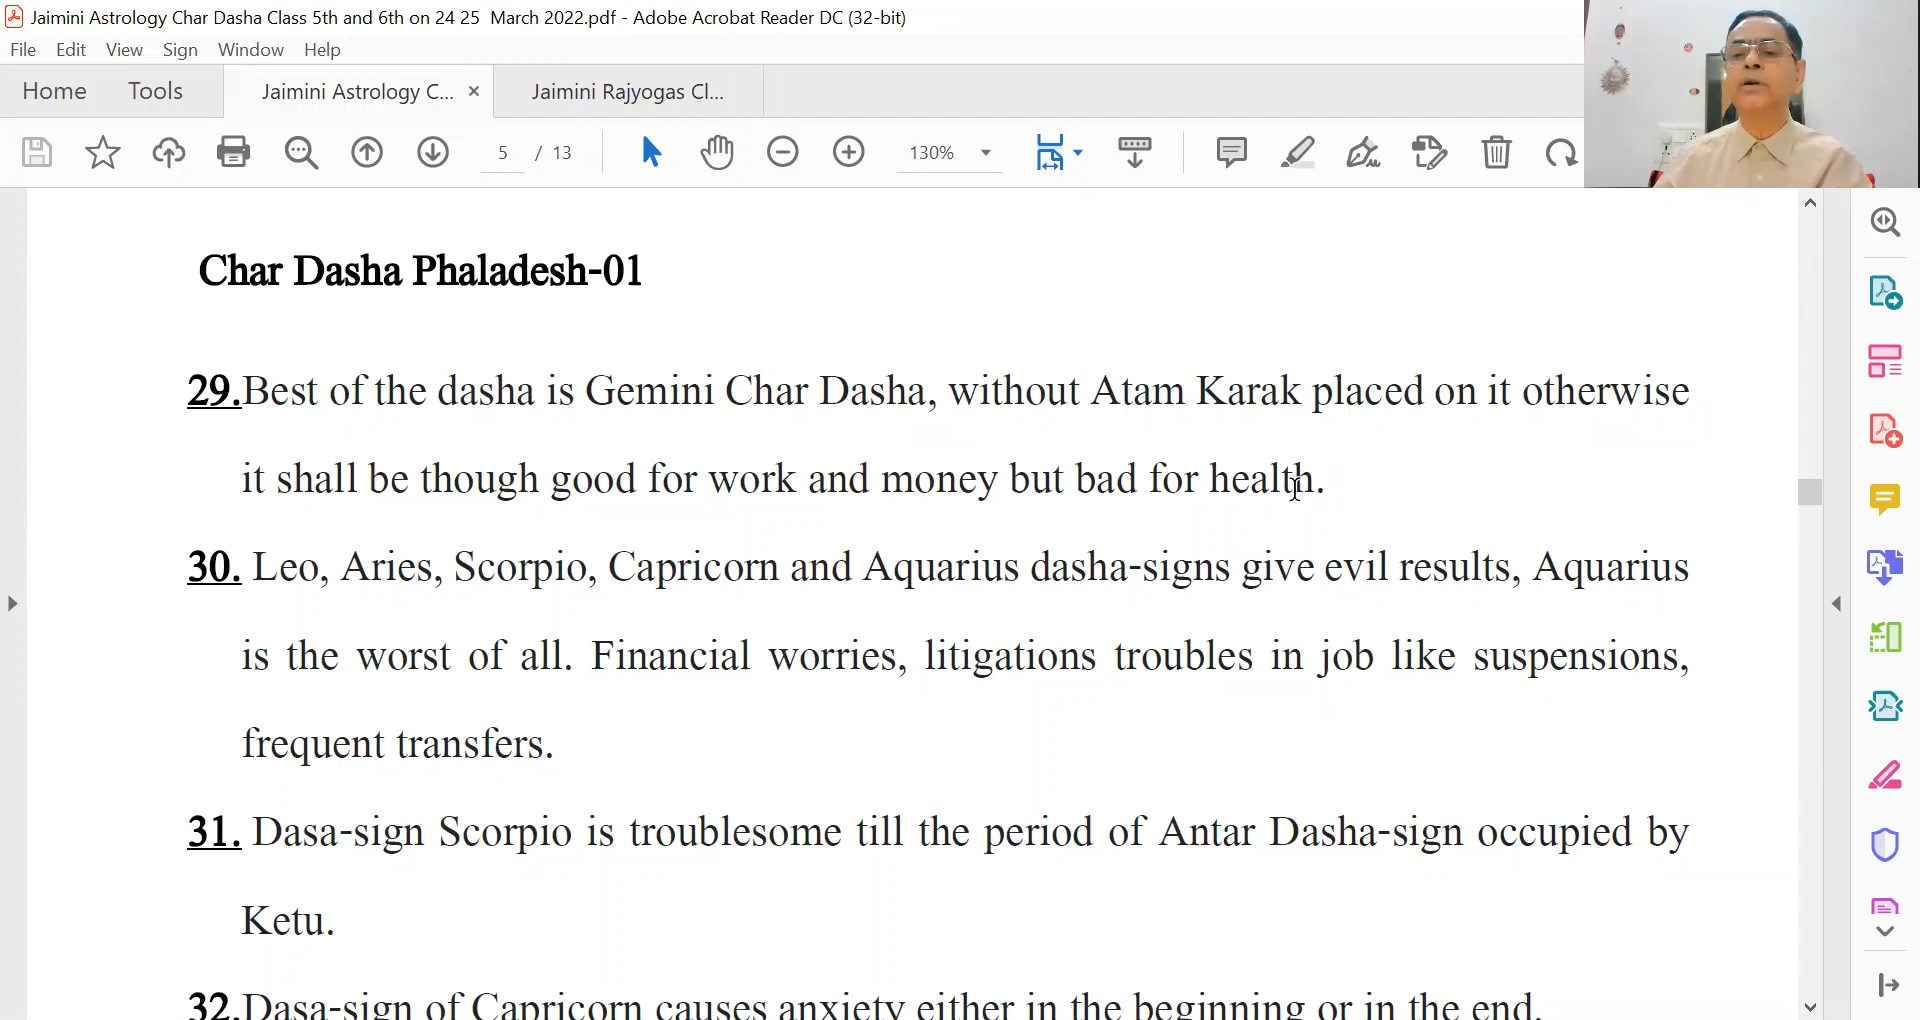 Jaimini Astrology Char Dasha Class 5th and 6th on 24 25  March 2022.pdf - Adobe Acrobat Reader DC (32-bit)
File Edit View Sign Window Help
Home Tools Jaimini Astrology C... × Jaimini Rajyogas Cl...
5 / 13 130%
Char Dasha Phaladesh-01
29.Best of the dasha is Gemini Char Dasha, without Atam Karak placed on it otherwise
it shall be though good for work and money but bad for health.
30. Leo, Aries, Scorpio, Capricorn and Aquarius dasha-signs give evil results, Aquarius
is the worst of all. Financial worries, litigations troubles in job like suspensions,
frequent transfers.
31. Dasa-sign Scorpio is troublesome till the period of Antar Dasha-sign occupied by
Ketu.
32.Dasa-sign of Capricorn causes anxiety either in the beginning or in the end.